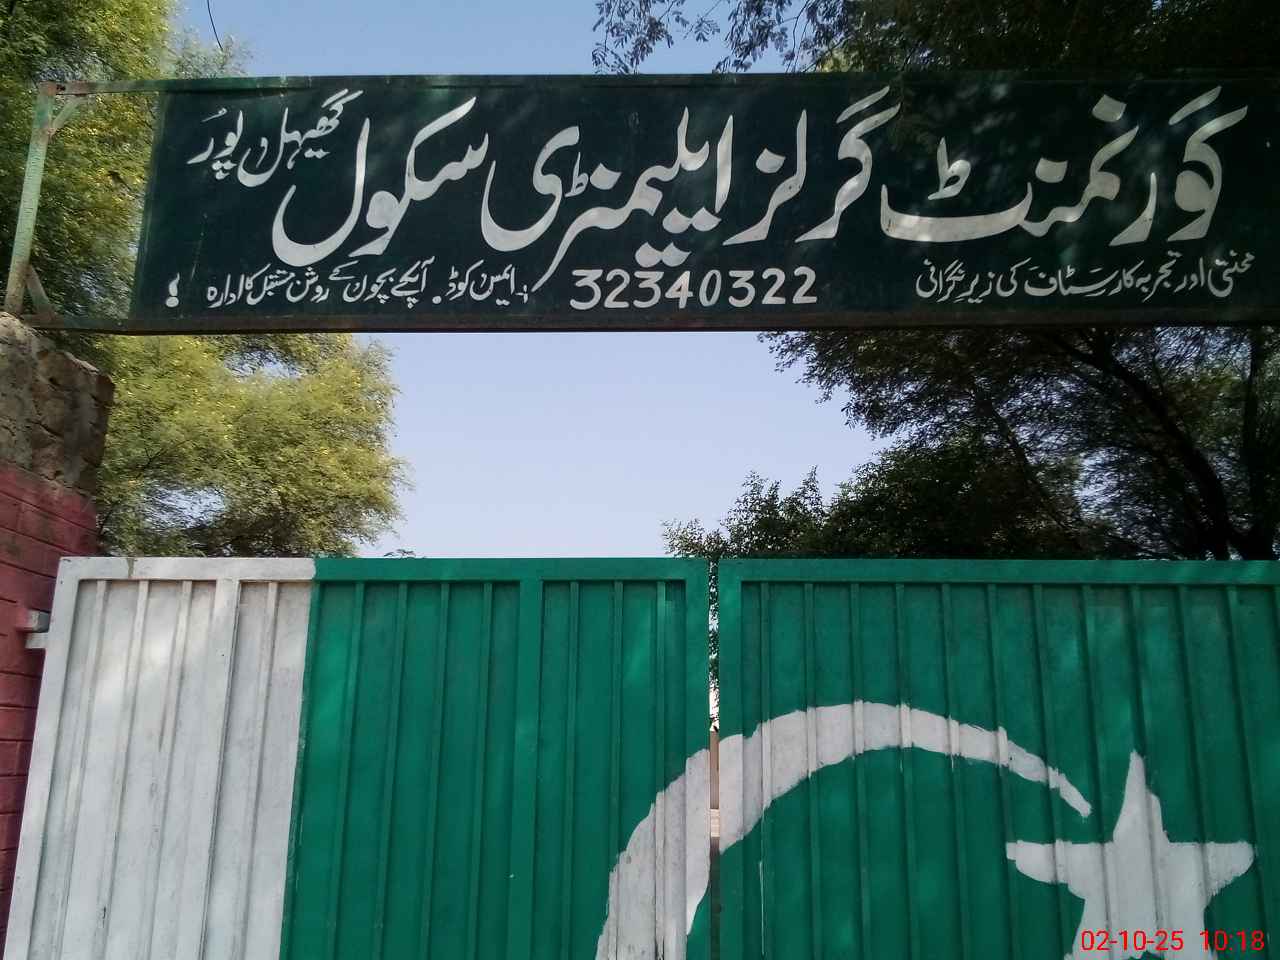 گورنمنٹ گرلز ایلیمنٹری سکول گھیہل پور
محنتی اور تجربہ کار سٹاف کی زیر نگرانی 32340322 ایمس کوڈ. آپکے بچوں کے روشن مستقبل کا ادارہ !
02-10-25 10:18